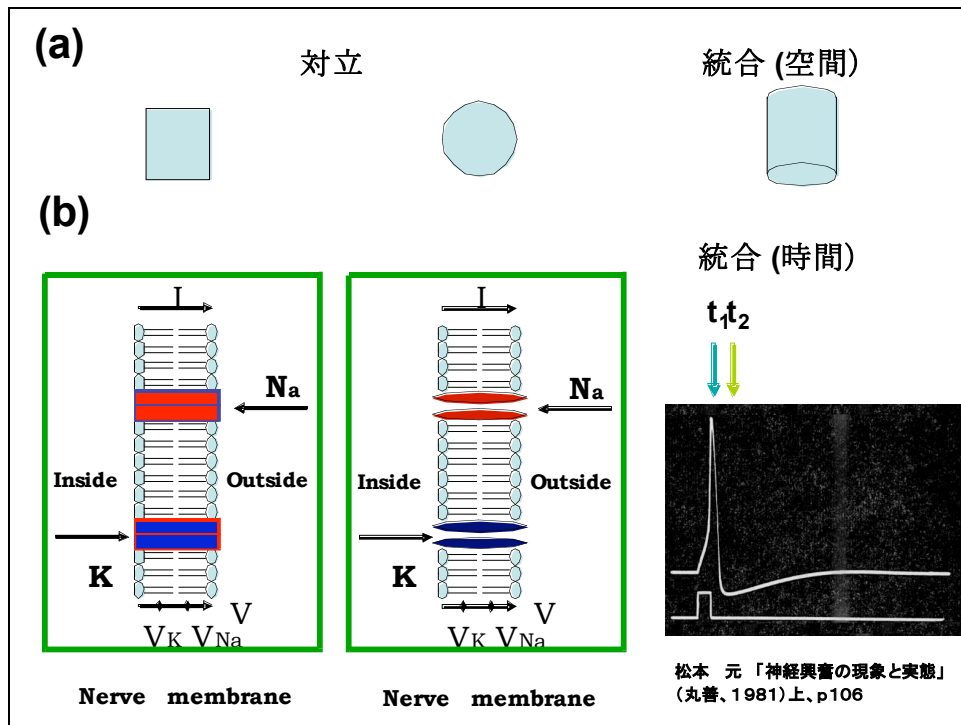 (a)
対立
統合 (空間)
(b)
統合 (時間)
I
Na
Inside
Outside
K
V
VK VNa
Nerve membrane
I
Na
Inside
Outside
K
V
VK VNa
Nerve membrane
t1t2
松本 元 「神経興奮の現象と実態」
(丸善、1981)上、p106